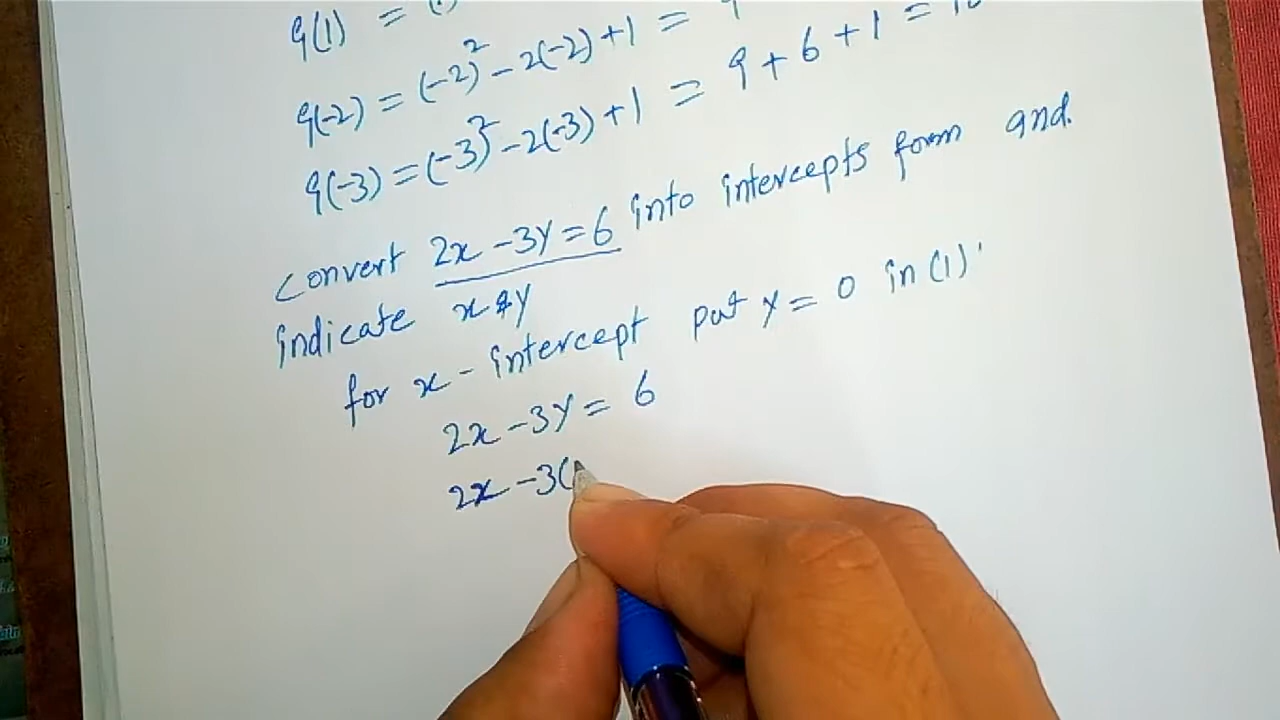 q(1) =
q(-2) = (-2)² - 2(-2) + 1 =
q(-3) = (-3)² - 2(-3) + 1 = 9 + 6 + 1 =
Convert 2x - 3y = 6 into intercepts form and.
indicate x & y
for x - intercept put y = 0 in (1)
2x - 3y = 6
2x - 3(